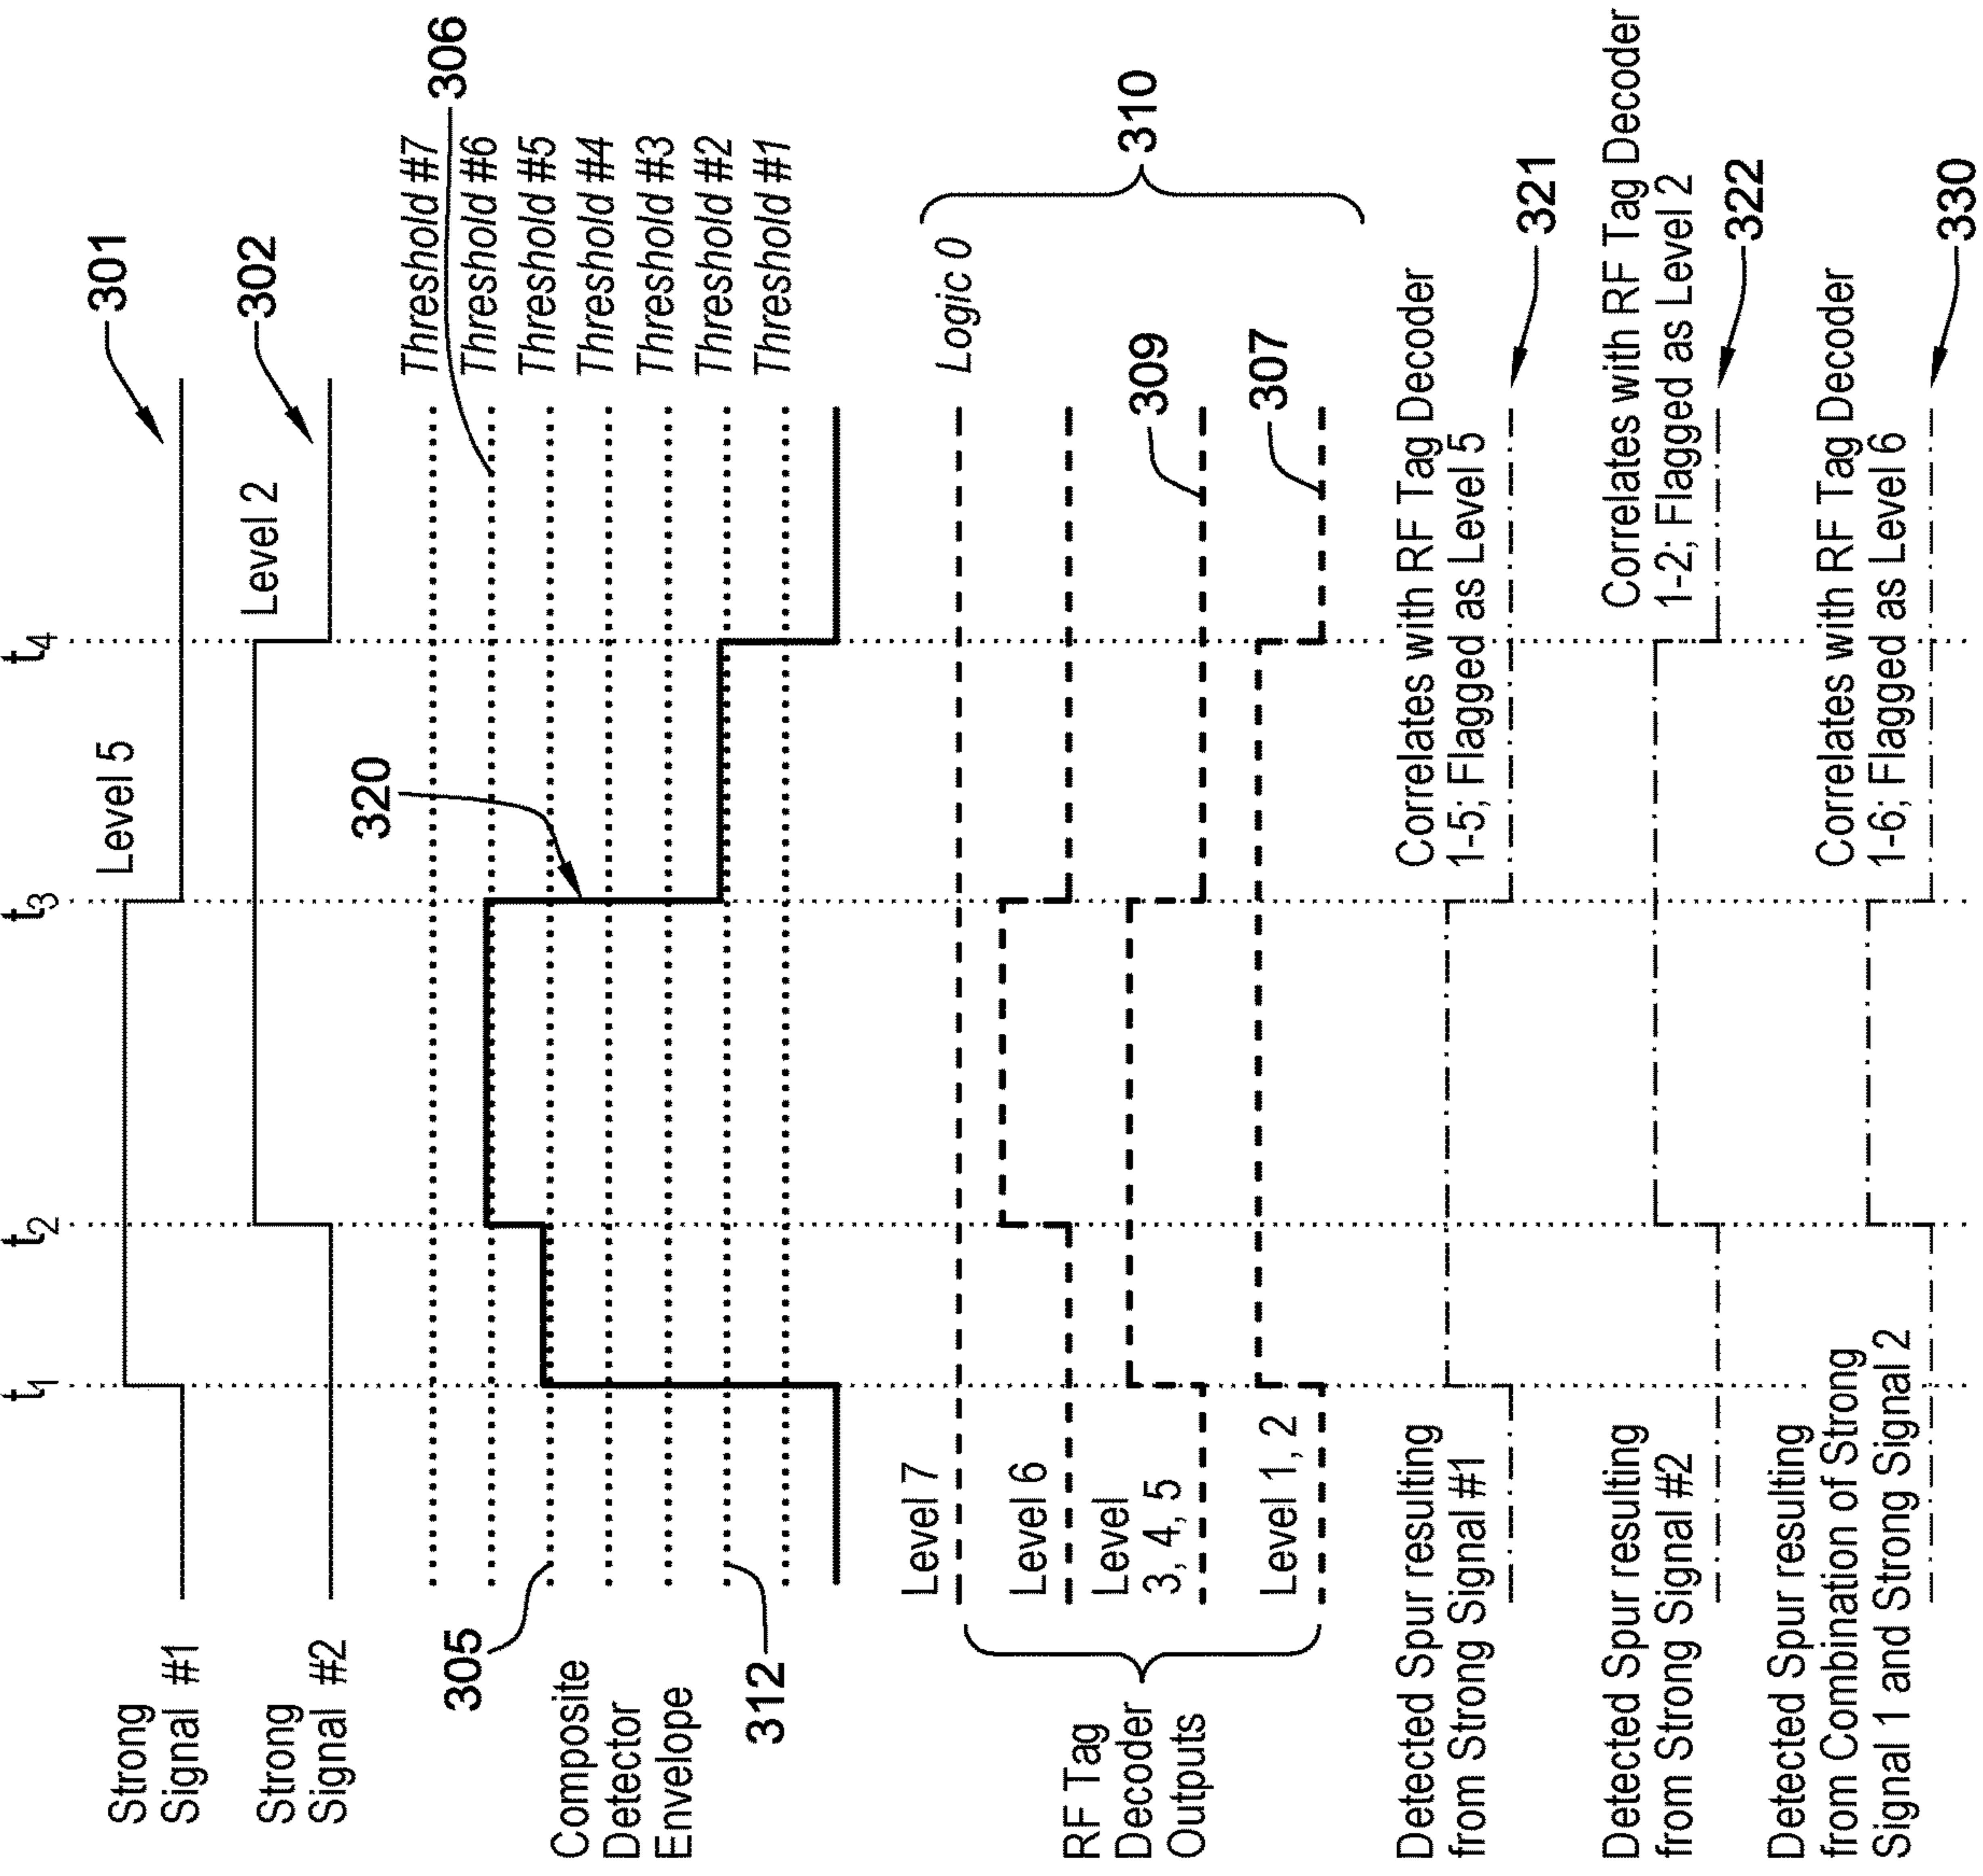 t1
t2
t3
t4
Strong
Signal #1
Level 5
301
Strong
Signal #2
Level 2
302
306
Threshold #7
Threshold #6
Threshold #5
Threshold #4
Threshold #3
Threshold #2
Threshold #1
320
305
Composite
Detector
Envelope
312
RF Tag
Decoder
Outputs
Level 7
Level 6
Level
3, 4, 5
Level 1, 2
Logic 0
309
307
310
Detected Spur resulting
from Strong Signal #1
Correlates with RF Tag Decoder
1-5; Flagged as Level 5
321
Detected Spur resulting
from Strong Signal #2
Correlates with RF Tag Decoder
1-2; Flagged as Level 2
322
Detected Spur resulting
from Combination of Strong
Signal 1 and Strong Signal 2
Correlates with RF Tag Decoder
1-6; Flagged as Level 6
330